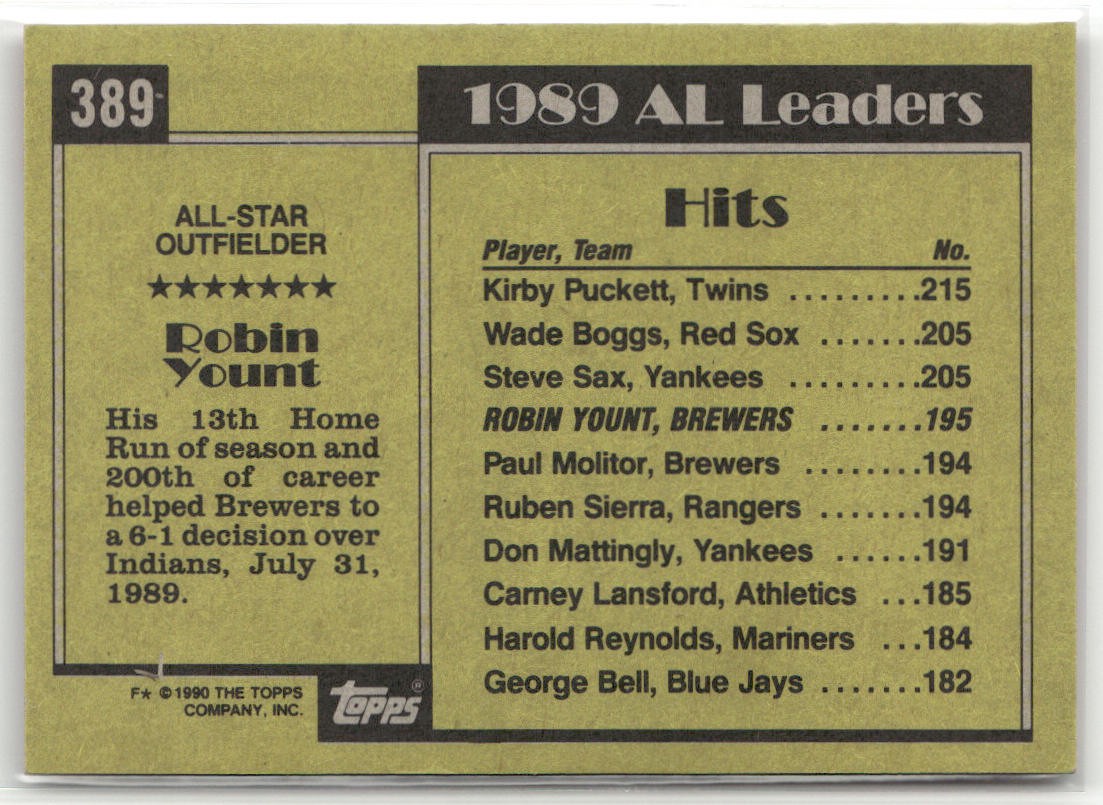 389
ALL-STAR
OUTFIELDER
★★★★★★★
Robin
Yount
His 13th Home
Run of season and
200th of career
helped Brewers to
a 6-1 decision over
Indians, July 31,
1989.
F★ ©1990 THE TOPPS
COMPANY, INC.
topps®
1989 AL Leaders
Hits
Player, Team No.
Kirby Puckett, Twins .........215
Wade Boggs, Red Sox .......205
Steve Sax, Yankees .........205
ROBIN YOUNT, BREWERS .......195
Paul Molitor, Brewers ........194
Ruben Sierra, Rangers .......194
Don Mattingly, Yankees ......191
Carney Lansford, Athletics ...185
Harold Reynolds, Mariners ...184
George Bell, Blue Jays .......182